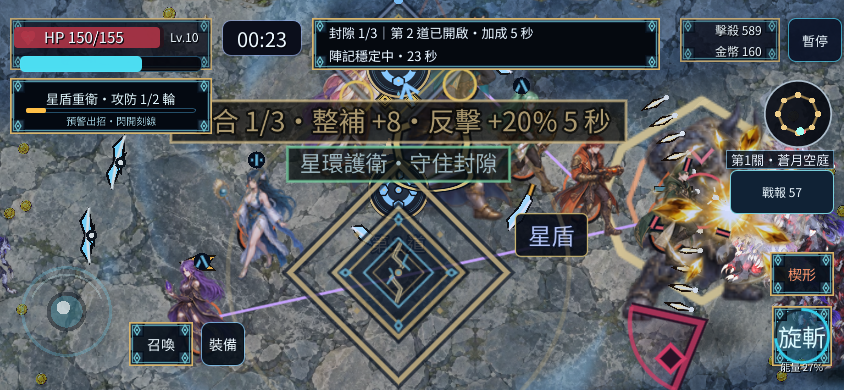 HP 150/155
Lv.10
00:23
封隙 1/3｜第 2 道已開啟・加成 5 秒
陣記穩定中・23 秒
擊殺 589
金幣 160
暫停
星盾重衛・攻防 1/2 輪
預警出招・閃開刻線
合 1/3・整補 +8・反擊 +20% 5 秒
星環護衛・守住封隙
第1關・蒼月空庭
戰報 57
星盾
楔形
召喚
裝備
旋斬
能量 27%